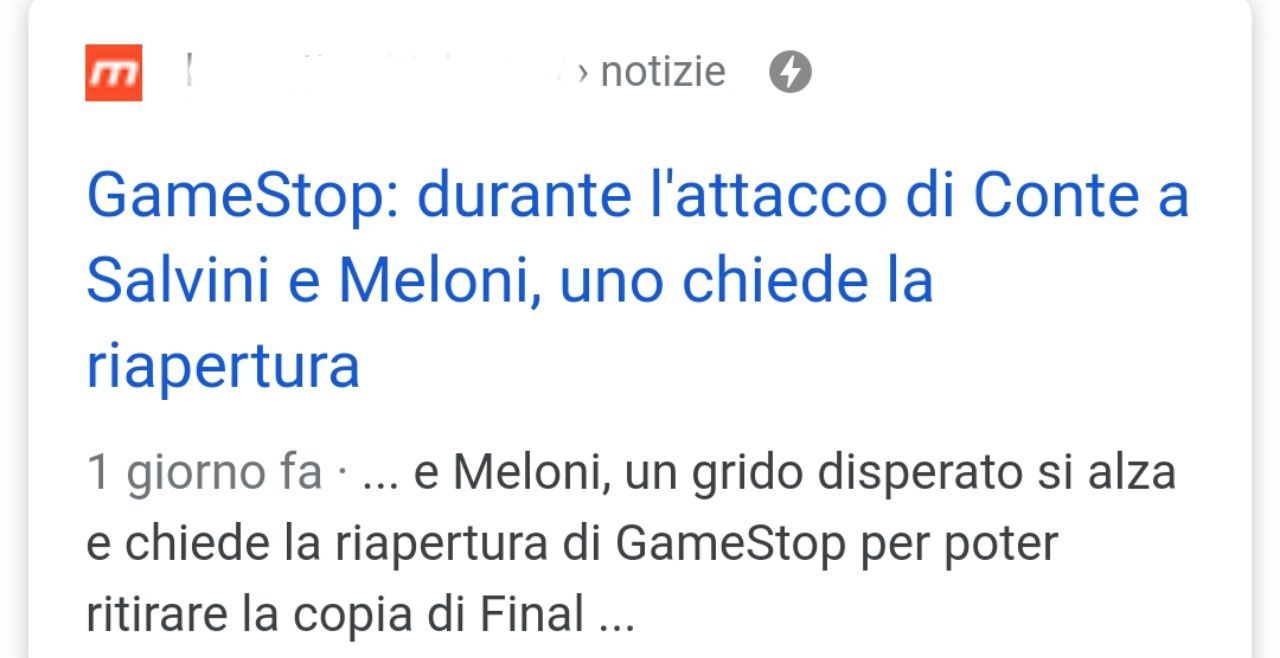 m › notizie
GameStop: durante l'attacco di Conte a
Salvini e Meloni, uno chiede la
riapertura
1 giorno fa · ... e Meloni, un grido disperato si alza
e chiede la riapertura di GameStop per poter
ritirare la copia di Final ...